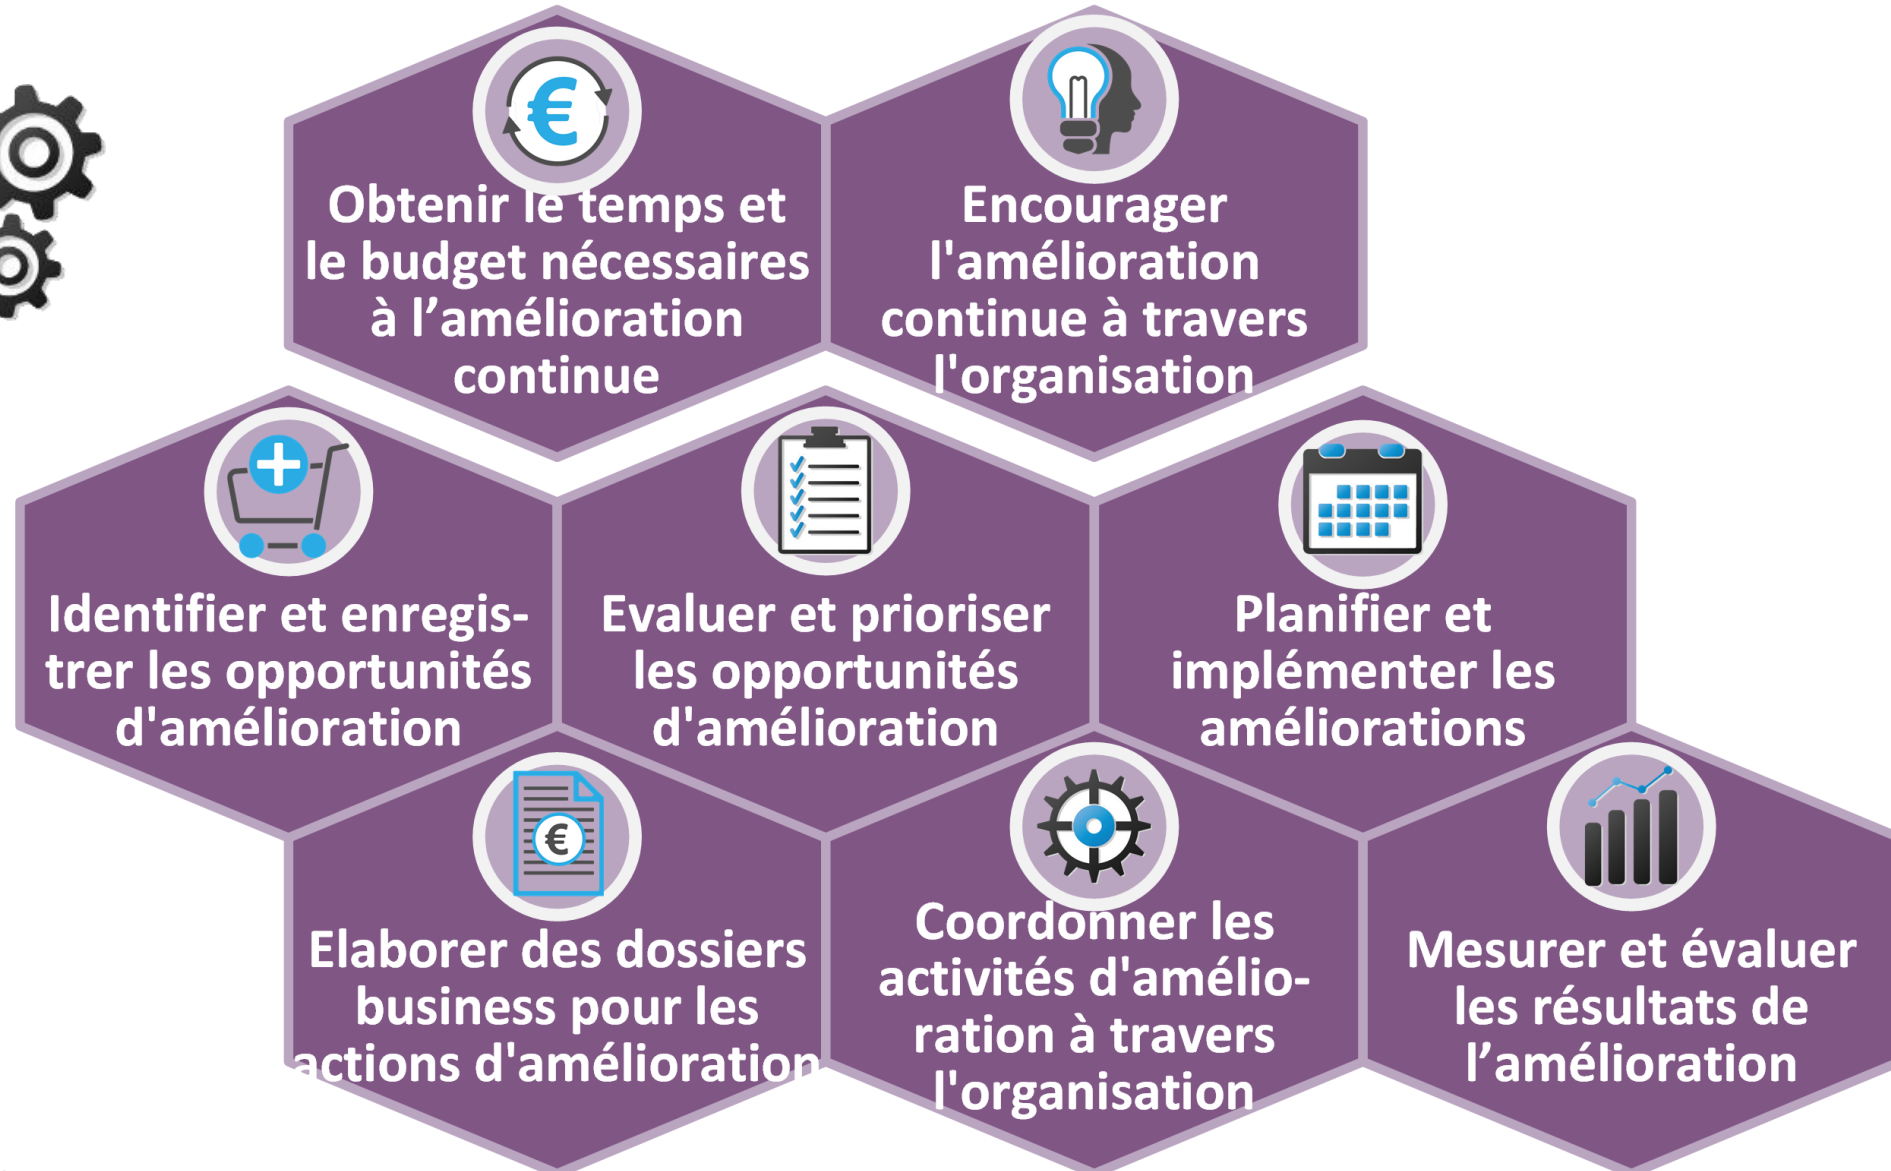 Obtenir le temps et
le budget nécessaires
à l’amélioration
continue
Encourager
l'amélioration
continue à travers
l'organisation
Identifier et enregis-
trer les opportunités
d'amélioration
Evaluer et prioriser
les opportunités
d'amélioration
Planifier et
implémenter les
améliorations
Elaborer des dossiers
business pour les
actions d'amélioration
Coordonner les
activités d'amélio-
ration à travers
l'organisation
Mesurer et évaluer
les résultats de
l’amélioration